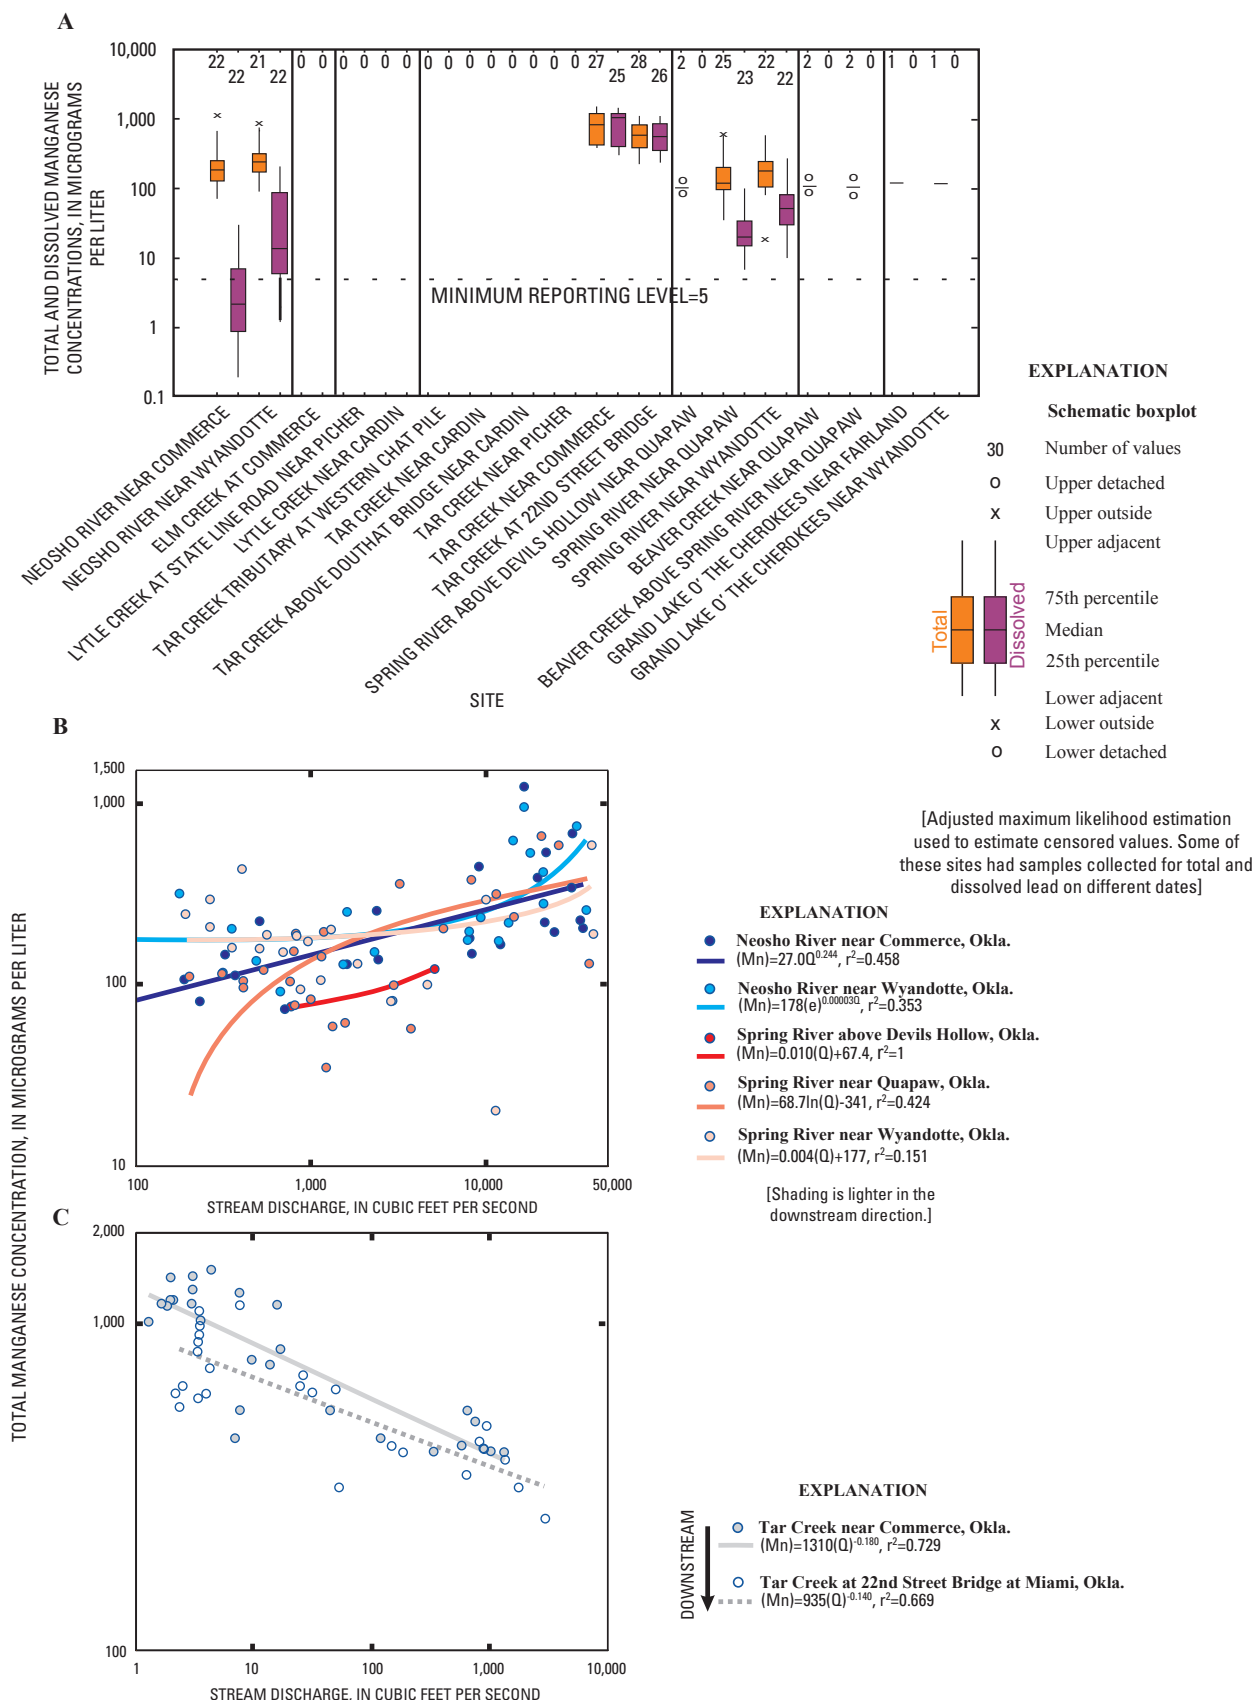 A
TOTAL AND DISSOLVED MANGANESE
CONCENTRATIONS, IN MICROGRAMS
PER LITER
10,000
1,000
100
10
1
0.1
22 22 21 22 0 0 0 0 0 0 0 0 0 0 0 0 0 0 27 25 28 26 2 0 25 23 22 22 2 0 2 0 1 0 1 0
MINIMUM REPORTING LEVEL=5
NEOSHO RIVER NEAR COMMERCE
NEOSHO RIVER NEAR WYANDOTTE
ELM CREEK AT COMMERCE
LYTLE CREEK AT STATE LINE ROAD NEAR PICHER
LYTLE CREEK NEAR CARDIN
TAR CREEK TRIBUTARY AT WESTERN CHAT PILE
TAR CREEK NEAR CARDIN
TAR CREEK ABOVE DOUTHAT BRIDGE NEAR CARDIN
TAR CREEK NEAR PICHER
TAR CREEK NEAR COMMERCE
TAR CREEK AT 22ND STREET BRIDGE
SPRING RIVER ABOVE DEVILS HOLLOW NEAR QUAPAW
SPRING RIVER NEAR QUAPAW
SPRING RIVER NEAR WYANDOTTE
BEAVER CREEK NEAR QUAPAW
BEAVER CREEK ABOVE SPRING RIVER NEAR QUAPAW
GRAND LAKE O' THE CHEROKEES NEAR FAIRLAND
GRAND LAKE O' THE CHEROKEES NEAR WYANDOTTE
SITE
EXPLANATION
Schematic boxplot
30 Number of values
o Upper detached
x Upper outside
Upper adjacent
75th percentile
Median
25th percentile
Total
Dissolved
Lower adjacent
x Lower outside
o Lower detached
[Adjusted maximum likelihood estimation
used to estimate censored values. Some of
these sites had samples collected for total and
dissolved lead on different dates]
B
TOTAL MANGANESE CONCENTRATION, IN MICROGRAMS PER LITER
1,500
1,000
100
10
100 1,000 10,000 50,000
STREAM DISCHARGE, IN CUBIC FEET PER SECOND
EXPLANATION
Neosho River near Commerce, Okla.
(Mn)=27.0Q^0.244, r²=0.458
Neosho River near Wyandotte, Okla.
(Mn)=178(e)^0.00003Q, r²=0.353
Spring River above Devils Hollow, Okla.
(Mn)=0.010(Q)+67.4, r²=1
Spring River near Quapaw, Okla.
(Mn)=68.7ln(Q)-341, r²=0.424
Spring River near Wyandotte, Okla.
(Mn)=0.004(Q)+177, r²=0.151
[Shading is lighter in the
downstream direction.]
C
2,000
1,000
100
1 10 100 1,000 10,000
STREAM DISCHARGE, IN CUBIC FEET PER SECOND
EXPLANATION
DOWNSTREAM
Tar Creek near Commerce, Okla.
(Mn)=1310(Q)^-0.180, r²=0.729
Tar Creek at 22nd Street Bridge at Miami, Okla.
(Mn)=935(Q)^-0.140, r²=0.669